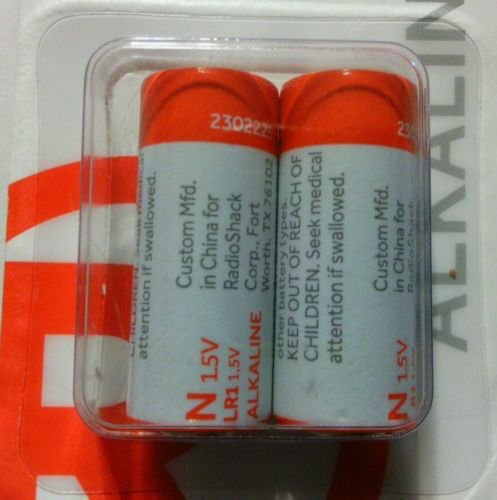 ALKALIN
2302223
CHILDREN. Seek medical
attention if swallowed.
Custom Mfd.
in China for
RadioShack
Corp., Fort
Worth, TX 76102
N 1.5V
LR1 1,5V
ALKALINE
230
other battery types.
KEEP OUT OF REACH OF
CHILDREN. Seek medical
attention if swallowed.
Custom Mfd.
in China for
RadioShack
N 1.5V